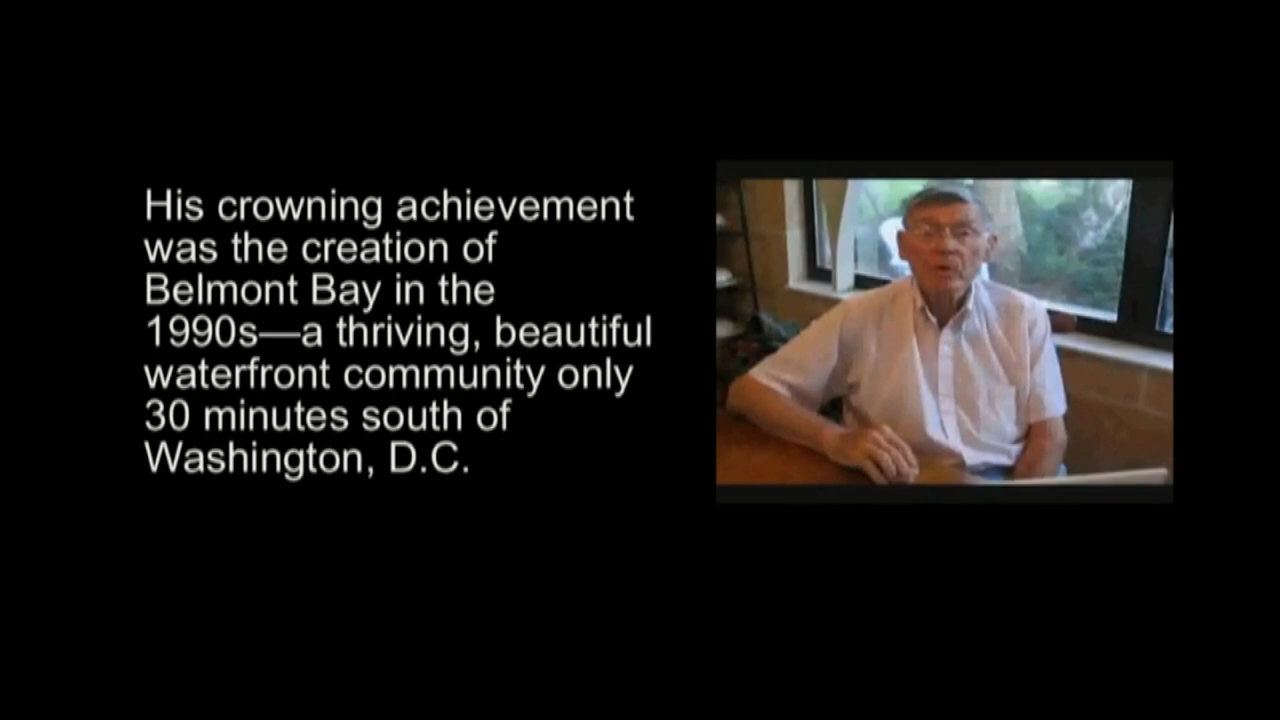 His crowning achievement
was the creation of
Belmont Bay in the
1990s—a thriving, beautiful
waterfront community only
30 minutes south of
Washington, D.C.